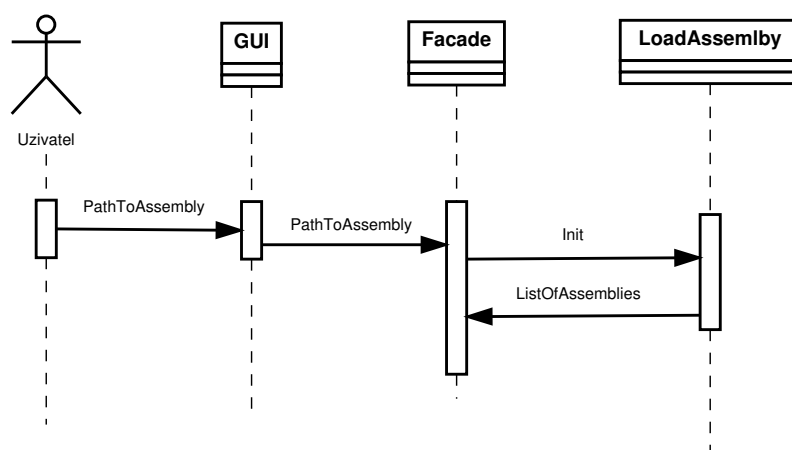 GUI
Facade
LoadAssemlby
Uzivatel
PathToAssembly
PathToAssembly
Init
ListOfAssemblies